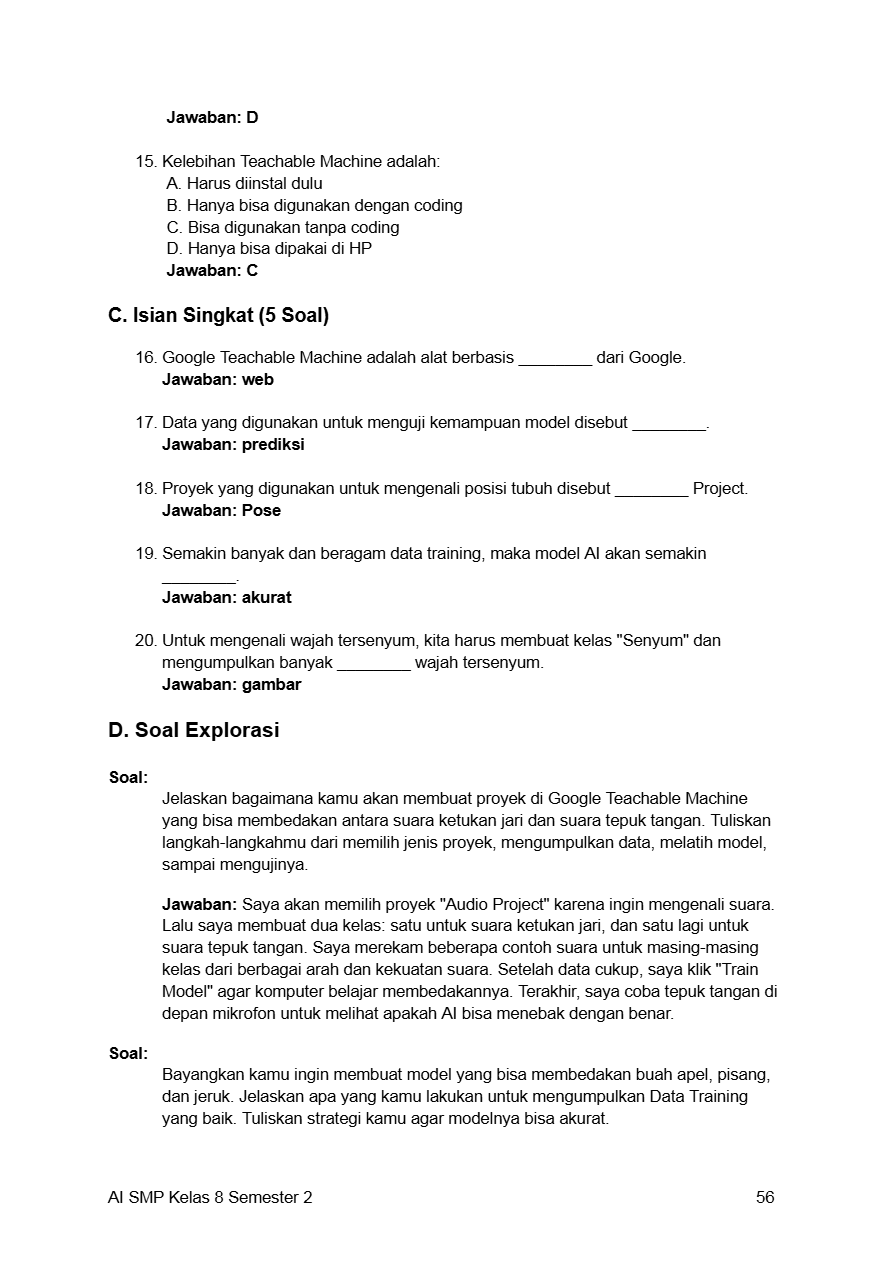 Jawaban: D
15. Kelebihan Teachable Machine adalah:
A. Harus diinstal dulu
B. Hanya bisa digunakan dengan coding
C. Bisa digunakan tanpa coding
D. Hanya bisa dipakai di HP
Jawaban: C
C. Isian Singkat (5 Soal)
16. Google Teachable Machine adalah alat berbasis ________ dari Google.
Jawaban: web
17. Data yang digunakan untuk menguji kemampuan model disebut ________.
Jawaban: prediksi
18. Proyek yang digunakan untuk mengenali posisi tubuh disebut ________ Project.
Jawaban: Pose
19. Semakin banyak dan beragam data training, maka model AI akan semakin
________.
Jawaban: akurat
20. Untuk mengenali wajah tersenyum, kita harus membuat kelas "Senyum" dan
mengumpulkan banyak ________ wajah tersenyum.
Jawaban: gambar
D. Soal Explorasi
Soal:
Jelaskan bagaimana kamu akan membuat proyek di Google Teachable Machine
yang bisa membedakan antara suara ketukan jari dan suara tepuk tangan. Tuliskan
langkah-langkahmu dari memilih jenis proyek, mengumpulkan data, melatih model,
sampai mengujinya.
Jawaban: Saya akan memilih proyek "Audio Project" karena ingin mengenali suara.
Lalu saya membuat dua kelas: satu untuk suara ketukan jari, dan satu lagi untuk
suara tepuk tangan. Saya merekam beberapa contoh suara untuk masing-masing
kelas dari berbagai arah dan kekuatan suara. Setelah data cukup, saya klik "Train
Model" agar komputer belajar membedakannya. Terakhir, saya coba tepuk tangan di
depan mikrofon untuk melihat apakah AI bisa menebak dengan benar.
Soal:
Bayangkan kamu ingin membuat model yang bisa membedakan buah apel, pisang,
dan jeruk. Jelaskan apa yang kamu lakukan untuk mengumpulkan Data Training
yang baik. Tuliskan strategi kamu agar modelnya bisa akurat.
AI SMP Kelas 8 Semester 2
56